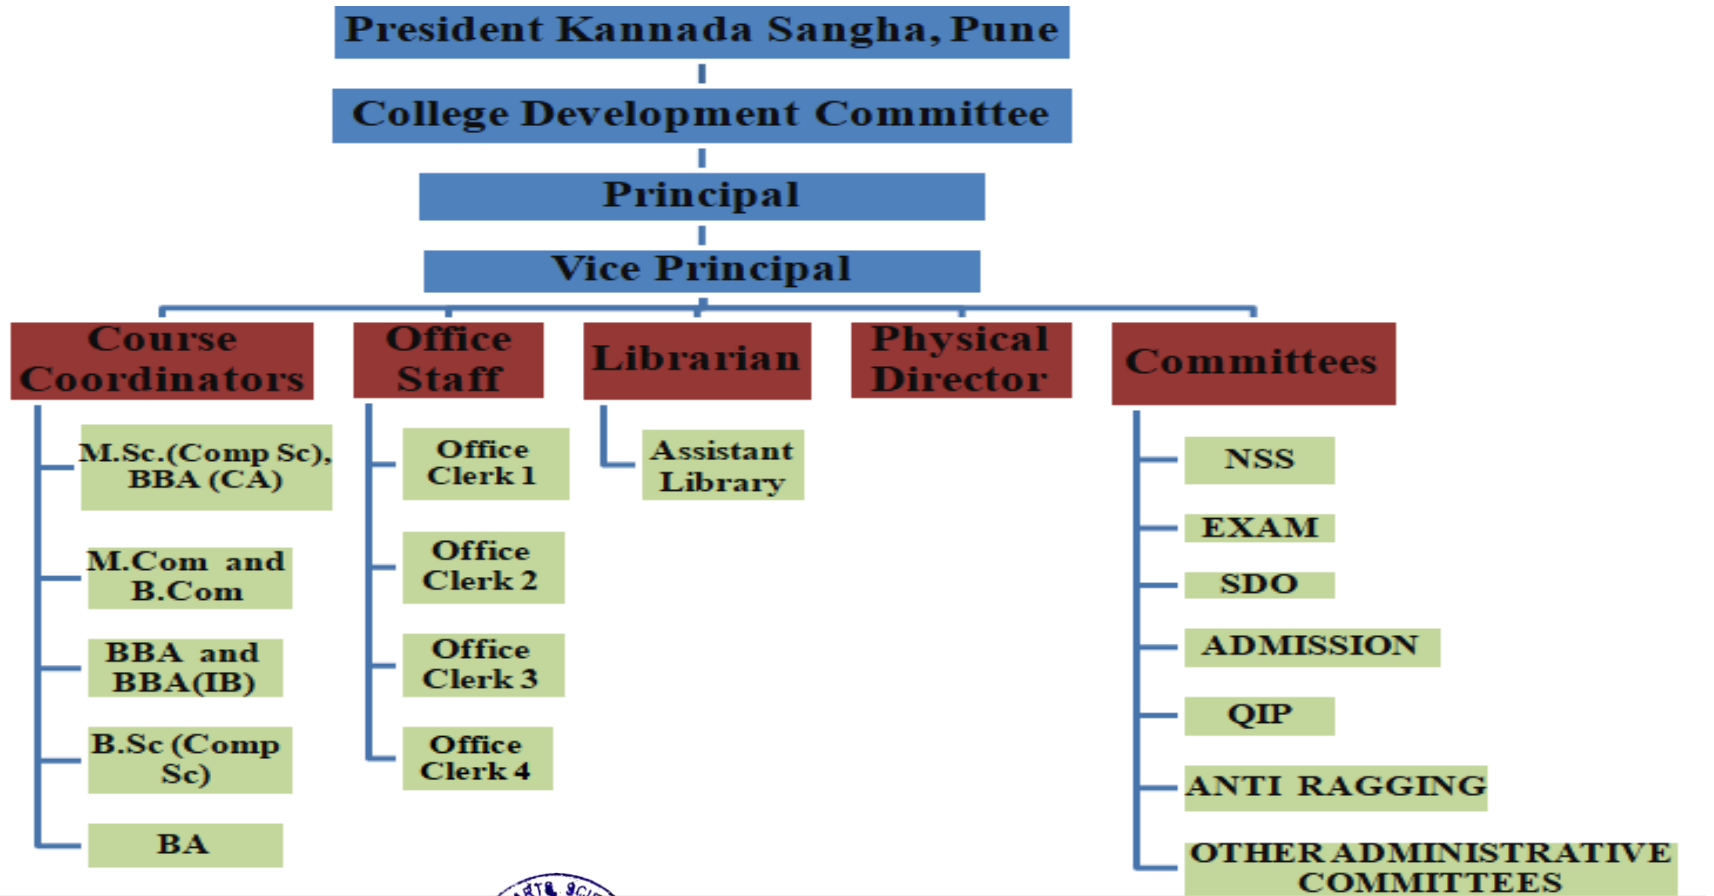 President Kannada Sangha, Pune
College Development Committee
Principal
Vice Principal
Course
Coordinators
M.Sc.(Comp Sc),
BBA (CA)
M.Com and
B.Com
BBA and
BBA(IB)
B.Sc (Comp
Sc)
BA
Office
Staff
Office
Clerk 1
Office
Clerk 2
Office
Clerk 3
Office
Clerk 4
Librarian
Assistant
Library
Physical
Director
Committees
NSS
EXAM
SDO
ADMISSION
QIP
ANTI RAGGING
OTHER ADMINISTRATIVE
COMMITTEES